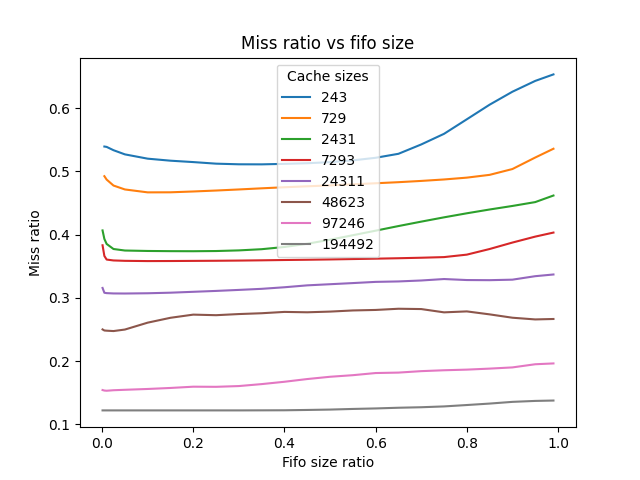 Miss ratio vs fifo size
Cache sizes
243
729
2431
7293
24311
48623
97246
194492
Miss ratio
0.6
0.5
0.4
0.3
0.2
0.1
0.0 0.2 0.4 0.6 0.8 1.0
Fifo size ratio